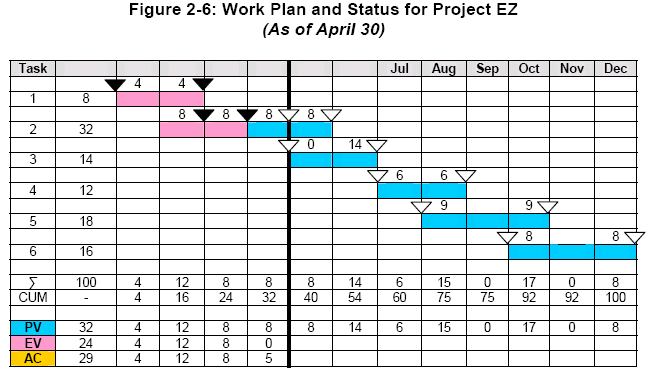 Figure 2-6: Work Plan and Status for Project EZ
(As of April 30)
Task Jul Aug Sep Oct Nov Dec
4 4
1 8
8 8 8 8
2 32
0 14
3 14
6 6
4 12
9 9
5 18
8 8
6 16
∑ 100 4 12 8 8 8 14 6 15 0 17 0 8
CUM - 4 16 24 32 40 54 60 75 75 92 92 100
PV 32 4 12 8 8 8 14 6 15 0 17 0 8
EV 24 4 12 8 0
AC 29 4 12 8 5